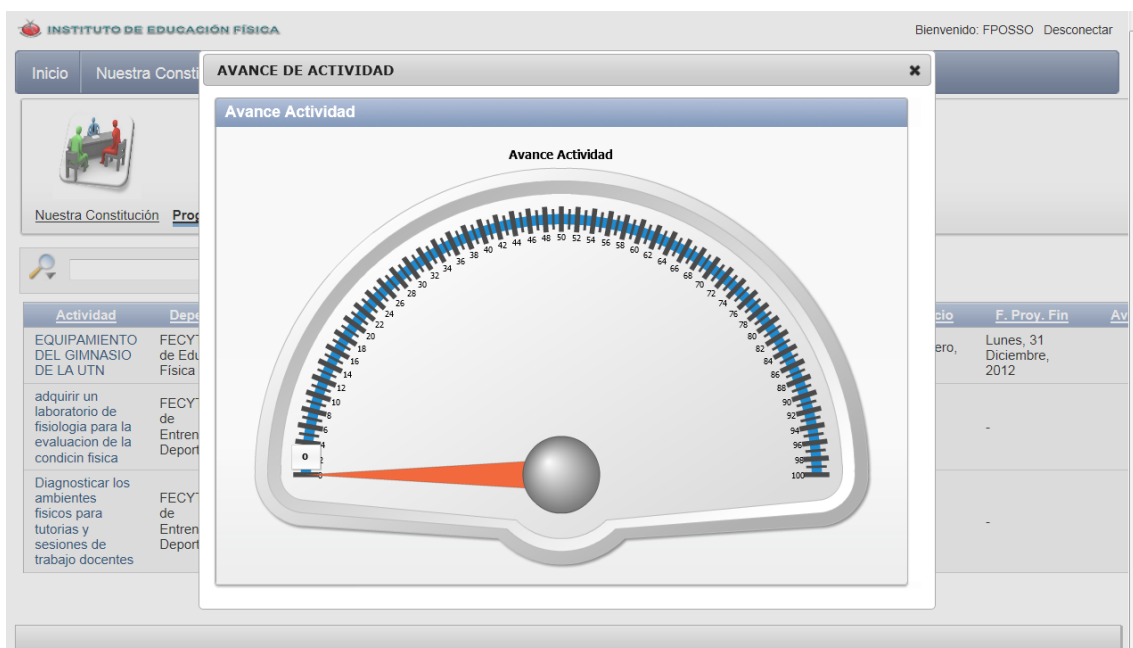 INSTITUTO DE EDUCACIÓN FÍSICA
Bienvenido: FPOSSO Desconectar
Inicio Nuestra Consti
AVANCE DE ACTIVIDAD
Avance Actividad
Avance Actividad
Nuestra Constitución Prog
0 2 4 6 8 10 12 14 16 18 20 22 24 26 28 30 32 34 36 38 40 42 44 46 48 50 52 54 56 58 60 62 64 66 68 70 72 74 76 78 80 82 84 86 88 90 92 94 96 98 100
0
Actividad Depe cio F. Proy. Fin Av
EQUIPAMIENTO
DEL GIMNASIO
DE LA UTN
FECYT
de Edu
Física
ero,
Lunes, 31
Diciembre,
2012
adquirir un
laboratorio de
fisiologia para la
evaluacion de la
condicin fisica
FECYT
de
Entren
Deport
-
Diagnosticar los
ambientes
fisicos para
tutorias y
sesiones de
trabajo docentes
FECYT
de
Entren
Deport
-